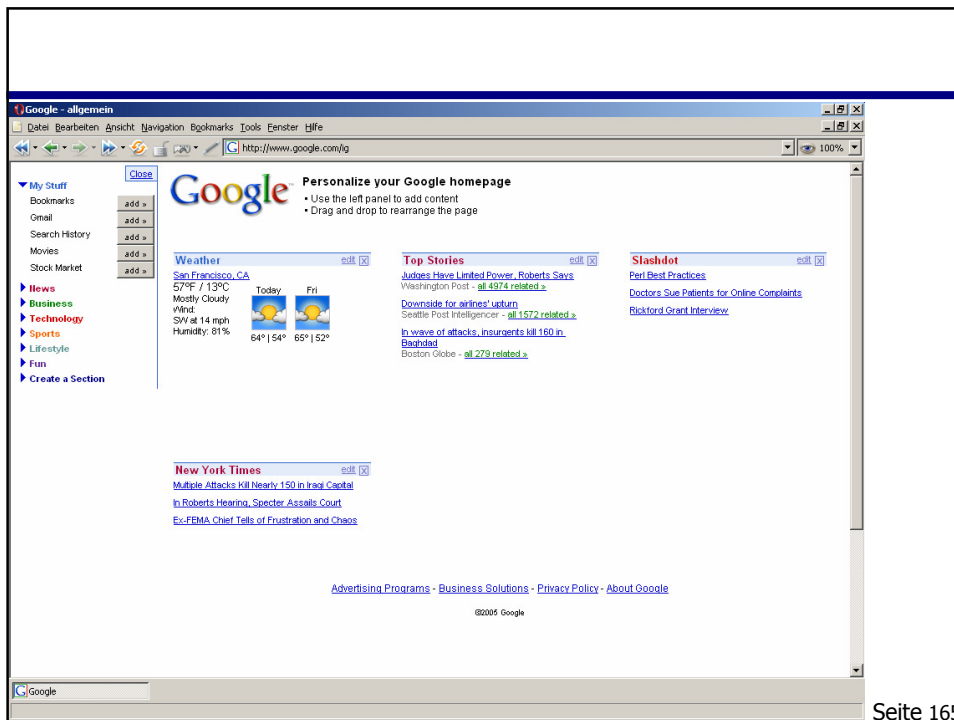 Google - allgemein
Datei Bearbeiten Ansicht Navigation Bookmarks Tools Fenster Hilfe
http://www.google.com/ig
100%
Close
My Stuff
Bookmarks add »
Gmail add »
Search History add »
Movies add »
Stock Market add »
News
Business
Technology
Sports
Lifestyle
Fun
Create a Section
Google™
Personalize your Google homepage
• Use the left panel to add content
• Drag and drop to rearrange the page
Weather edit X
San Francisco, CA
57°F / 13°C
Mostly Cloudy
Wind:
SW at 14 mph
Humidity: 81%
Today Fri
64° | 54° 65° | 52°
Top Stories edit X
Judges Have Limited Power, Roberts Says
Washington Post - all 4974 related »
Downside for airlines' upturn
Seattle Post Intelligencer - all 1572 related »
In wave of attacks, insurgents kill 160 in
Baghdad
Boston Globe - all 279 related »
Slashdot edit X
Perl Best Practices
Doctors Sue Patients for Online Complaints
Rickford Grant Interview
New York Times edit X
Multiple Attacks Kill Nearly 150 in Iraqi Capital
In Roberts Hearing, Specter Assails Court
Ex-FEMA Chief Tells of Frustration and Chaos
Advertising Programs - Business Solutions - Privacy Policy - About Google
©2005 Google
Google
Seite 165